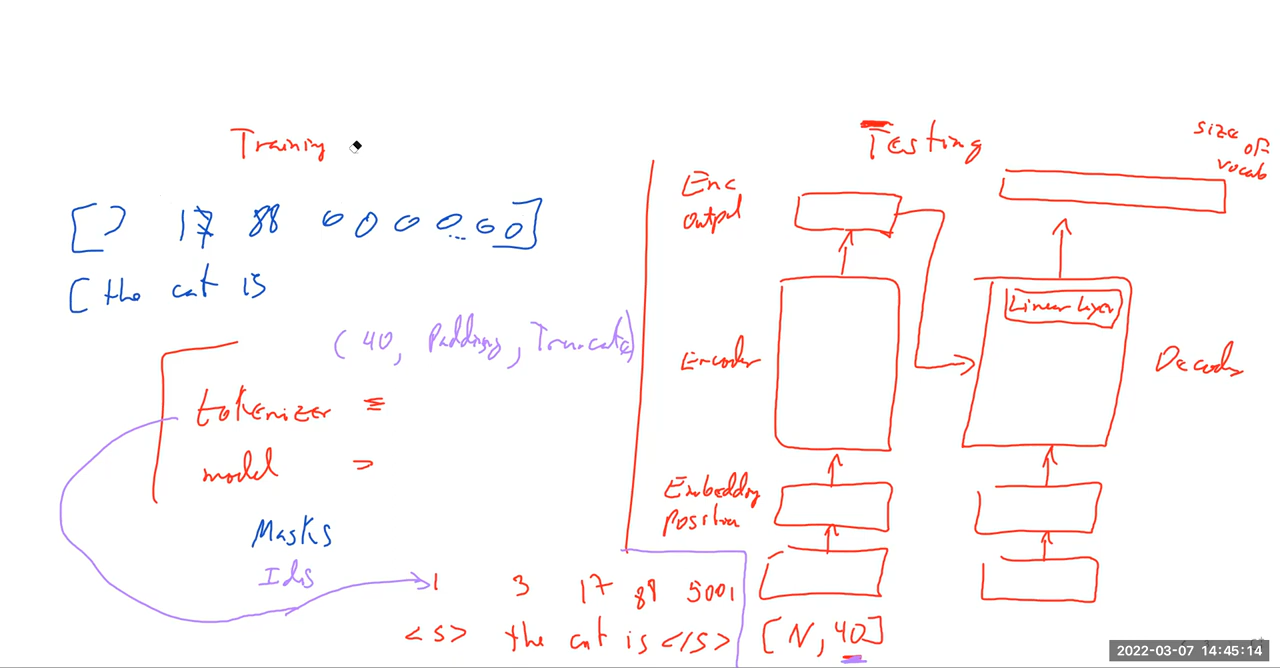 Training
[ 3 17 88 0 0 0 0 ... 0 0 ]
[ the cat is
( 40, Padding, Truncate)
tokenizer =
model =
Masks
Ids
1 3 17 88 5001
<s> the cat is </s>
Testing
size
of
vocab
Enc
output
Linear Layer
Encoder
Decoder
Embedding
Position
[N, 40]
2022-03-07 14:45:14